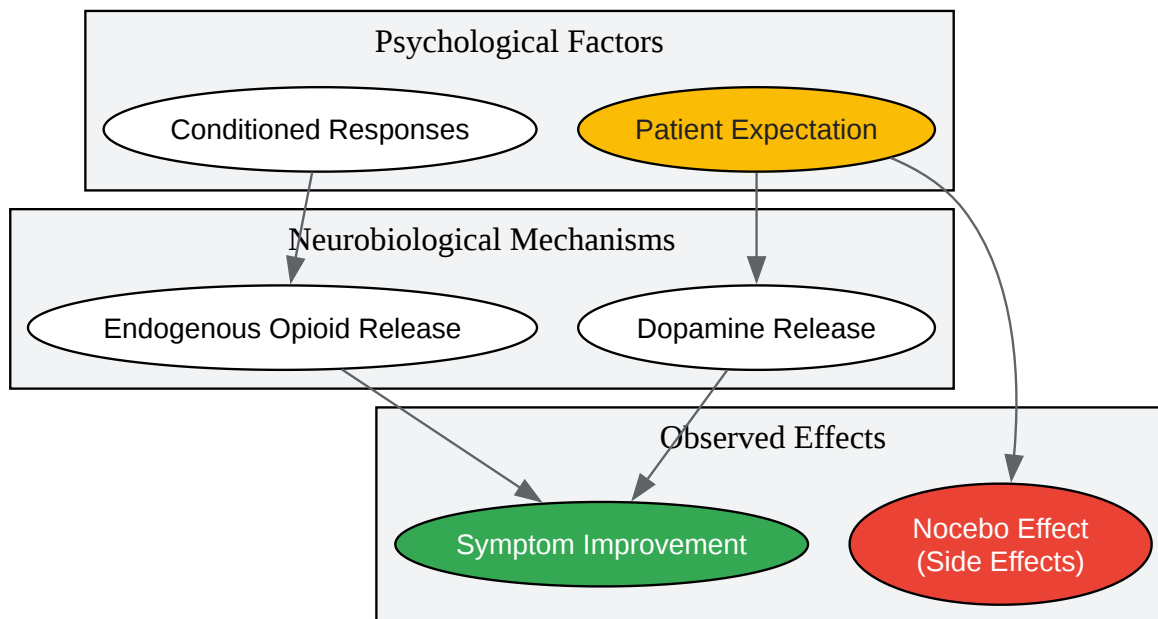 Psychological Factors
Conditioned Responses
Patient Expectation
Neurobiological Mechanisms
Endogenous Opioid Release
Dopamine Release
Observed Effects
Symptom Improvement
Nocebo Effect
(Side Effects)